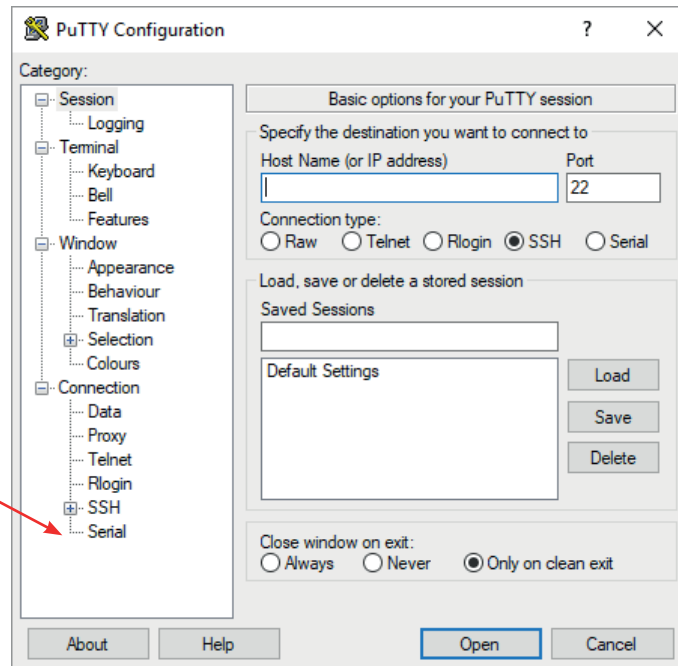 PuTTY Configuration
?
Category:
Session
Logging
Terminal
Keyboard
Bell
Features
Window
Appearance
Behaviour
Translation
Selection
Colours
Connection
Data
Proxy
Telnet
Rlogin
SSH
Serial
Basic options for your PuTTY session
Specify the destination you want to connect to
Host Name (or IP address) Port
22
Connection type:
Raw Telnet Rlogin SSH Serial
Load, save or delete a stored session
Saved Sessions
Default Settings
Load
Save
Delete
Close window on exit:
Always Never Only on clean exit
About Help Open Cancel